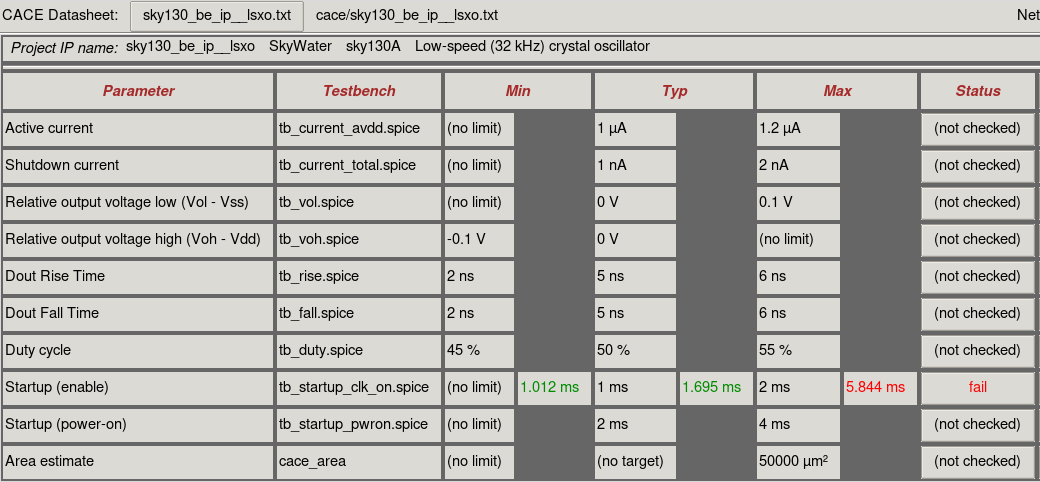 CACE Datasheet: sky130_be_ip__lsxo.txt cace/sky130_be_ip__lsxo.txt Net
Project IP name: sky130_be_ip__lsxo SkyWater sky130A Low-speed (32 kHz) crystal oscillator
Parameter Testbench Min Typ Max Status
Active current tb_current_avdd.spice (no limit) 1 µA 1.2 µA (not checked)
Shutdown current tb_current_total.spice (no limit) 1 nA 2 nA (not checked)
Relative output voltage low (Vol - Vss) tb_vol.spice (no limit) 0 V 0.1 V (not checked)
Relative output voltage high (Voh - Vdd) tb_voh.spice -0.1 V 0 V (no limit) (not checked)
Dout Rise Time tb_rise.spice 2 ns 5 ns 6 ns (not checked)
Dout Fall Time tb_fall.spice 2 ns 5 ns 6 ns (not checked)
Duty cycle tb_duty.spice 45 % 50 % 55 % (not checked)
Startup (enable) tb_startup_clk_on.spice (no limit) 1.012 ms 1 ms 1.695 ms 2 ms 5.844 ms fail
Startup (power-on) tb_startup_pwron.spice (no limit) 2 ms 4 ms (not checked)
Area estimate cace_area (no limit) (no target) 50000 µm² (not checked)